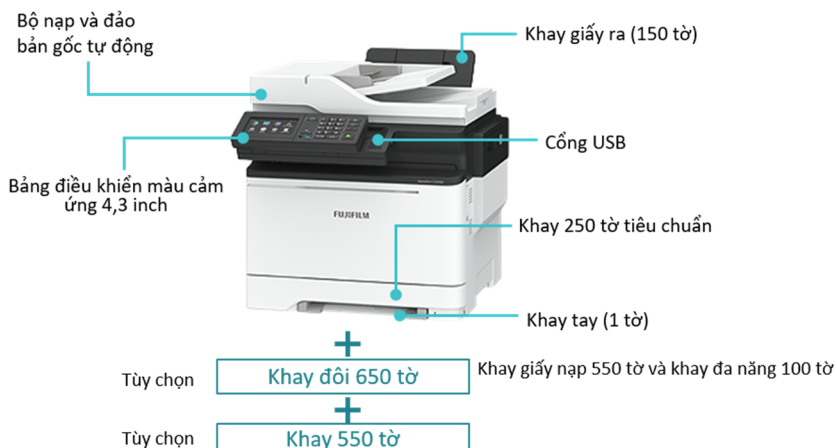 Bộ nạp và đảo
bản gốc tự động
Khay giấy ra (150 tờ)
Cổng USB
Bảng điều khiển màu cảm
ứng 4,3 inch
FUJIFILM
Khay 250 tờ tiêu chuẩn
Khay tay (1 tờ)
+
Tùy chọn
Khay đôi 650 tờ
Khay giấy nạp 550 tờ và khay đa năng 100 tờ
+
Tùy chọn
Khay 550 tờ